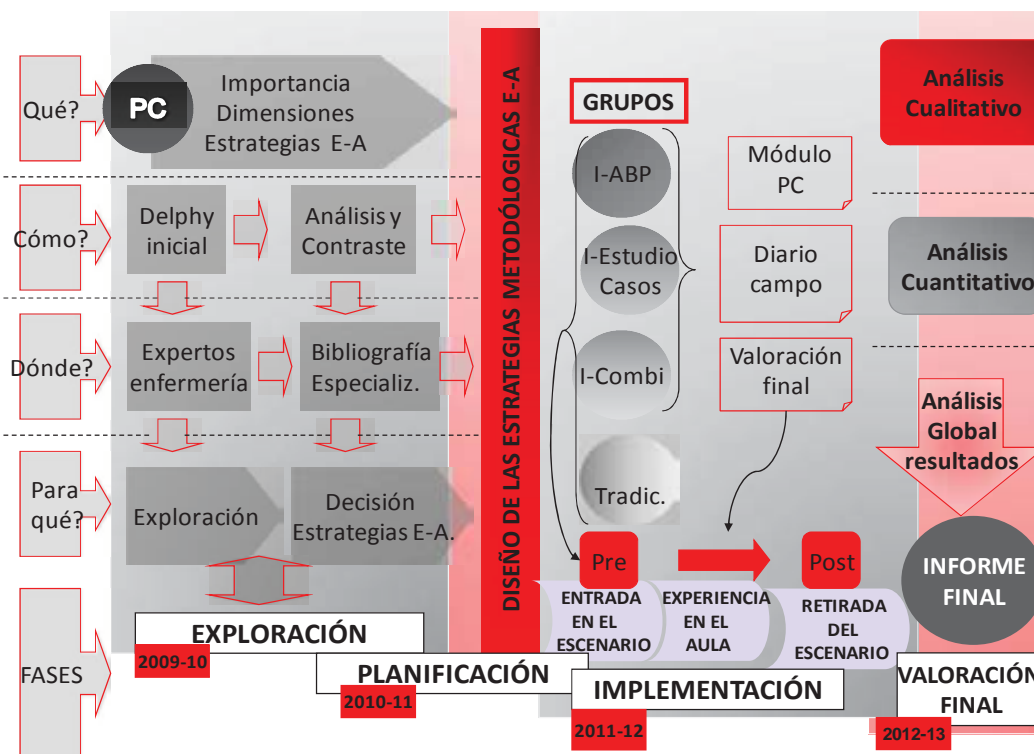 Qué?
PC
Importancia
Dimensiones
Estrategias E-A
Cómo?
Delphy
inicial
Análisis y
Contraste
Dónde?
Expertos
enfermería
Bibliografía
Especializ.
Para
qué?
Exploración
Decisión
Estrategias E-A.
DISEÑO DE LAS ESTRATEGIAS METODÓLOGICAS E-A
GRUPOS
I-ABP
I-Estudio
Casos
I-Combi
Tradic.
Módulo
PC
Diario
campo
Valoración
final
Análisis
Cualitativo
Análisis
Cuantitativo
Análisis
Global
resultados
INFORME
FINAL
Pre
Post
ENTRADA
EN EL
ESCENARIO
EXPERIENCIA
EN EL
AULA
RETIRADA
DEL
ESCENARIO
FASES
EXPLORACIÓN
2009-10
PLANIFICACIÓN
2010-11
IMPLEMENTACIÓN
2011-12
VALORACIÓN
FINAL
2012-13